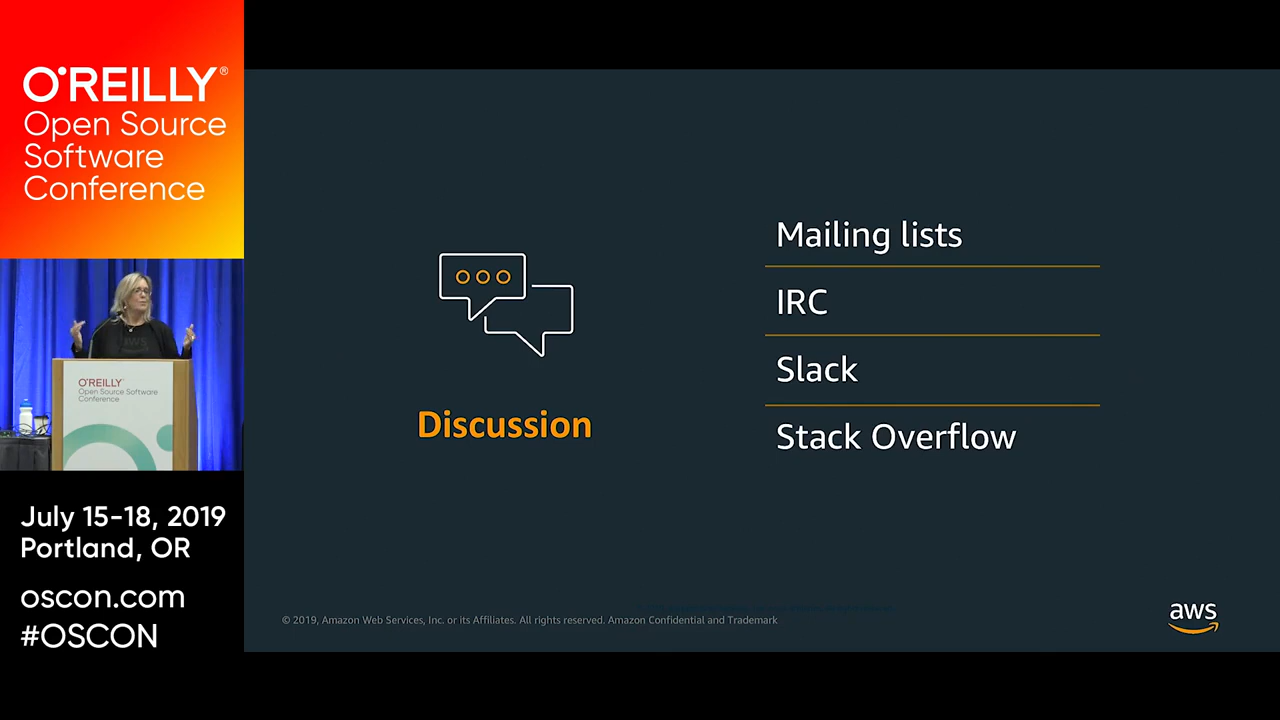 O'REILLY®
Open Source
Software
Conference
aws
O'REILLY
Open Source Software
Conference
July 15-18, 2019
Portland, OR
oscon.com
#OSCON
Discussion
Mailing lists
IRC
Slack
Stack Overflow
© 2019, Amazon Web Services, Inc. or its Affiliates. All rights reserved. Amazon Confidential and Trademark
aws